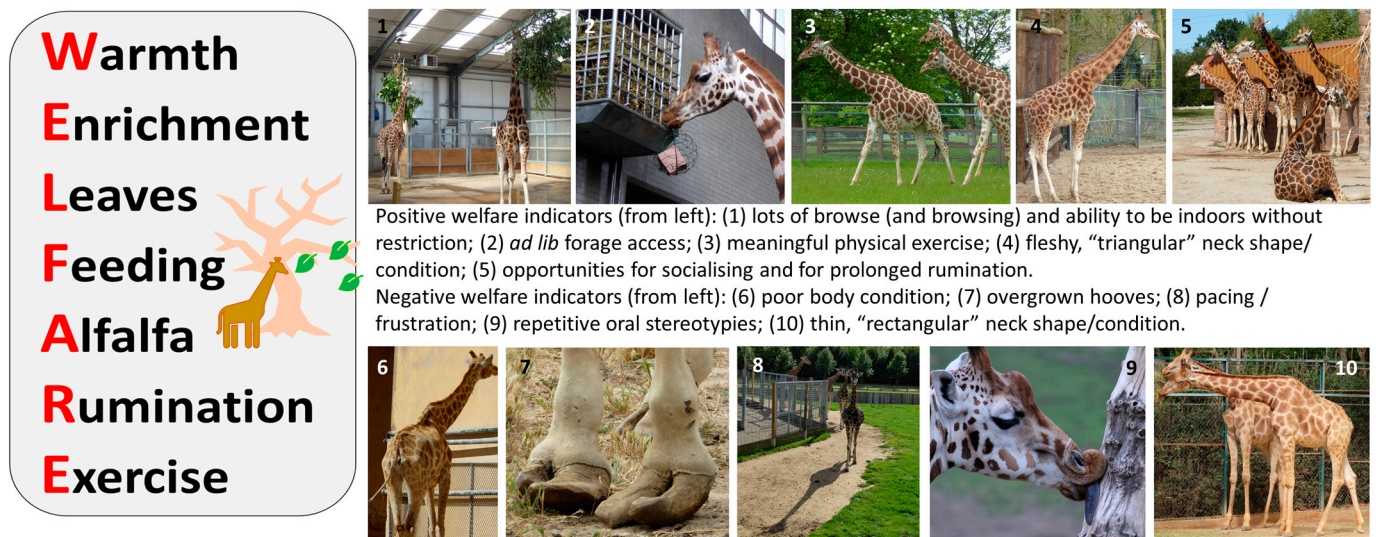 Warmth
Enrichment
Leaves
Feeding
Alfalfa
Rumination
Exercise
1
2
3
4
5
Positive welfare indicators (from left): (1) lots of browse (and browsing) and ability to be indoors without
restriction; (2) ad lib forage access; (3) meaningful physical exercise; (4) fleshy, “triangular” neck shape/
condition; (5) opportunities for socialising and for prolonged rumination.
Negative welfare indicators (from left): (6) poor body condition; (7) overgrown hooves; (8) pacing /
frustration; (9) repetitive oral stereotypies; (10) thin, “rectangular” neck shape/condition.
6
7
8
9
10